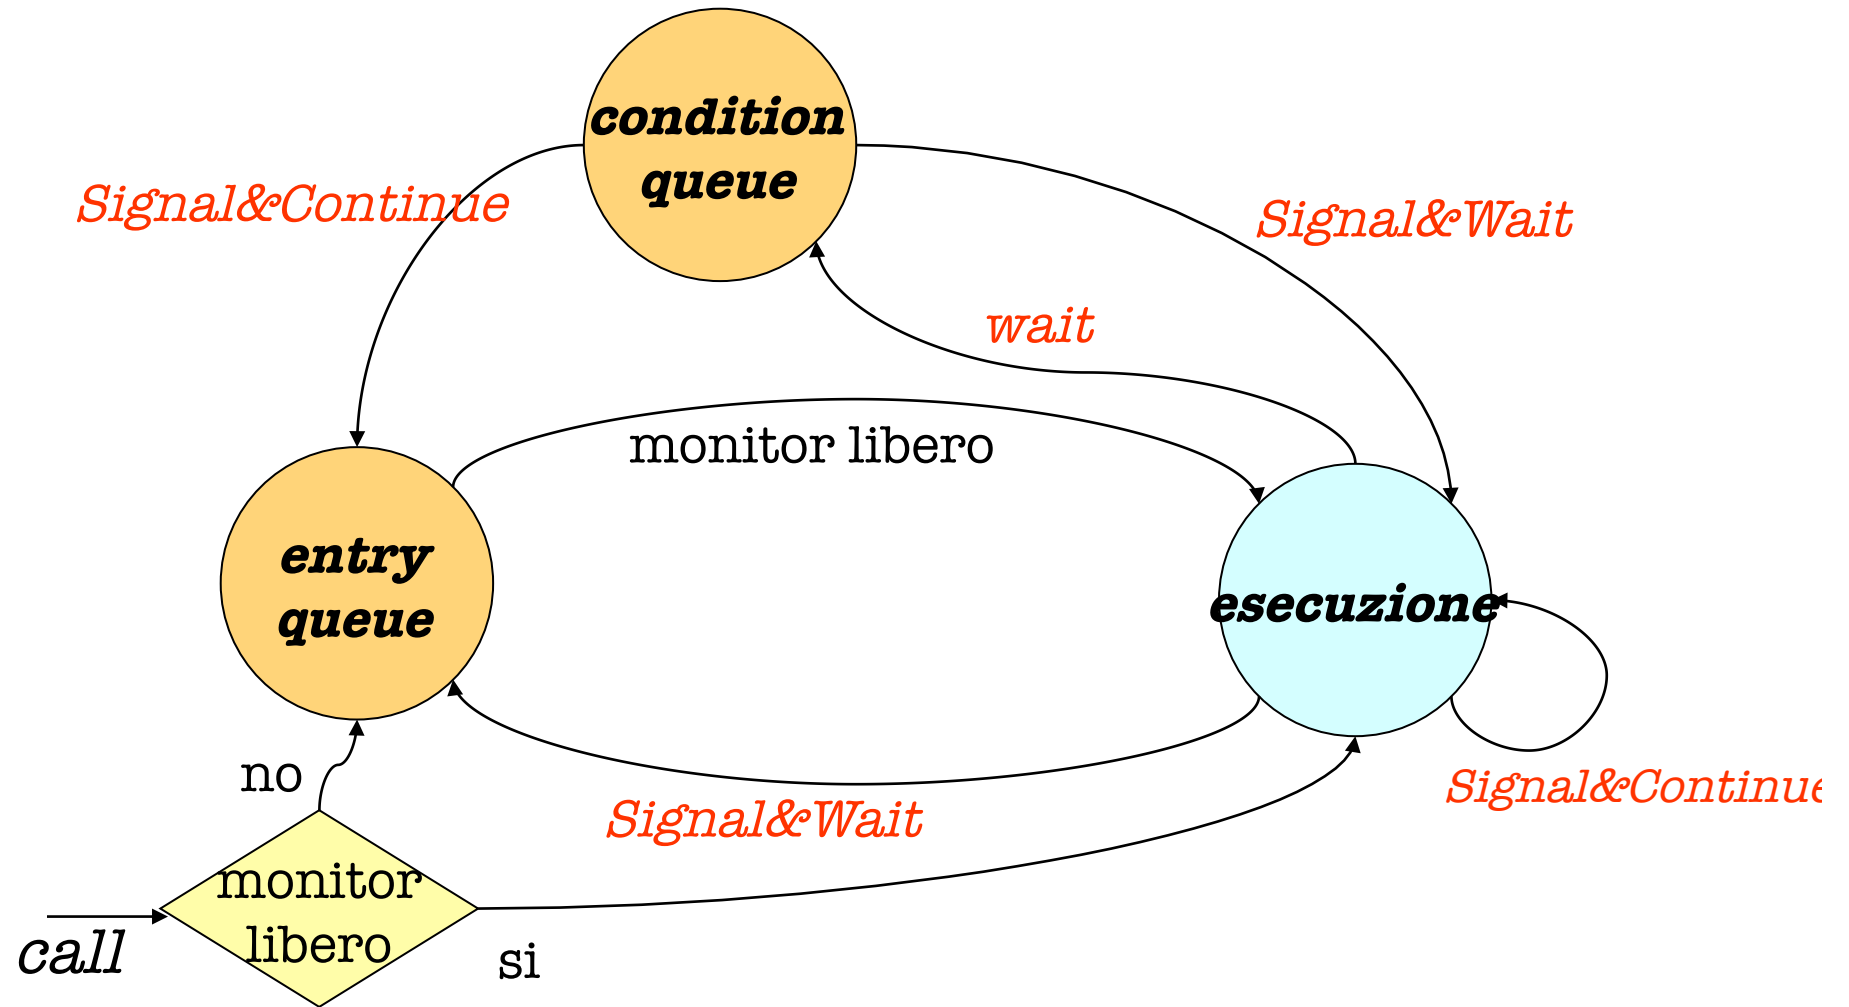 condition
queue
Signal&Continue
Signal&Wait
wait
monitor libero
entry
queue
esecuzione
no
Signal&Continue
Signal&Wait
monitor
libero
call
si